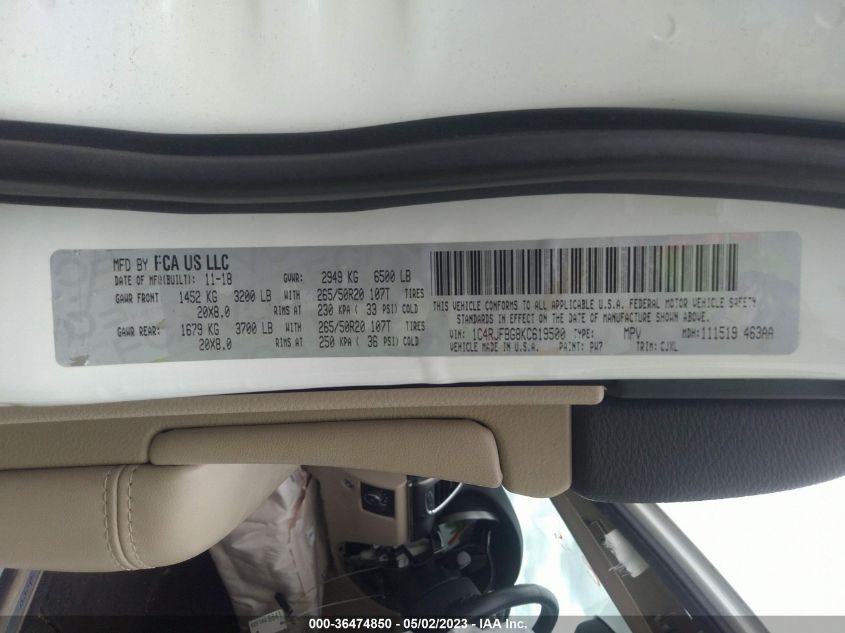 MFD BY FCA US LLC
DATE OF MFR(BUILT): 11-18 GVWR: 2949 KG 6500 LB
GAWR FRONT 1452 KG 3200 LB WITH 265/50R20 107T TIRES
20X8.0 RIMS AT 230 KPA ( 33 PSI) COLD
GAWR REAR: 1679 KG 3700 LB WITH 265/50R20 107T TIRES
20X8.0 RIMS AT 250 KPA ( 36 PSI) COLD
THIS VEHICLE CONFORMS TO ALL APPLICABLE U.S.A. FEDERAL MOTOR VEHICLE SAFETY
STANDARDS IN EFFECT ON THE DATE OF MANUFACTURE SHOWN ABOVE.
VIN: 1C4RJFBG8KC619500 TYPE: MPV MDH: 111519 463AA
VEHICLE MADE IN U.S.A. PAINT: PW7 TRIM: CJXL
000-36474850 - 05/02/2023 - IAA Inc.